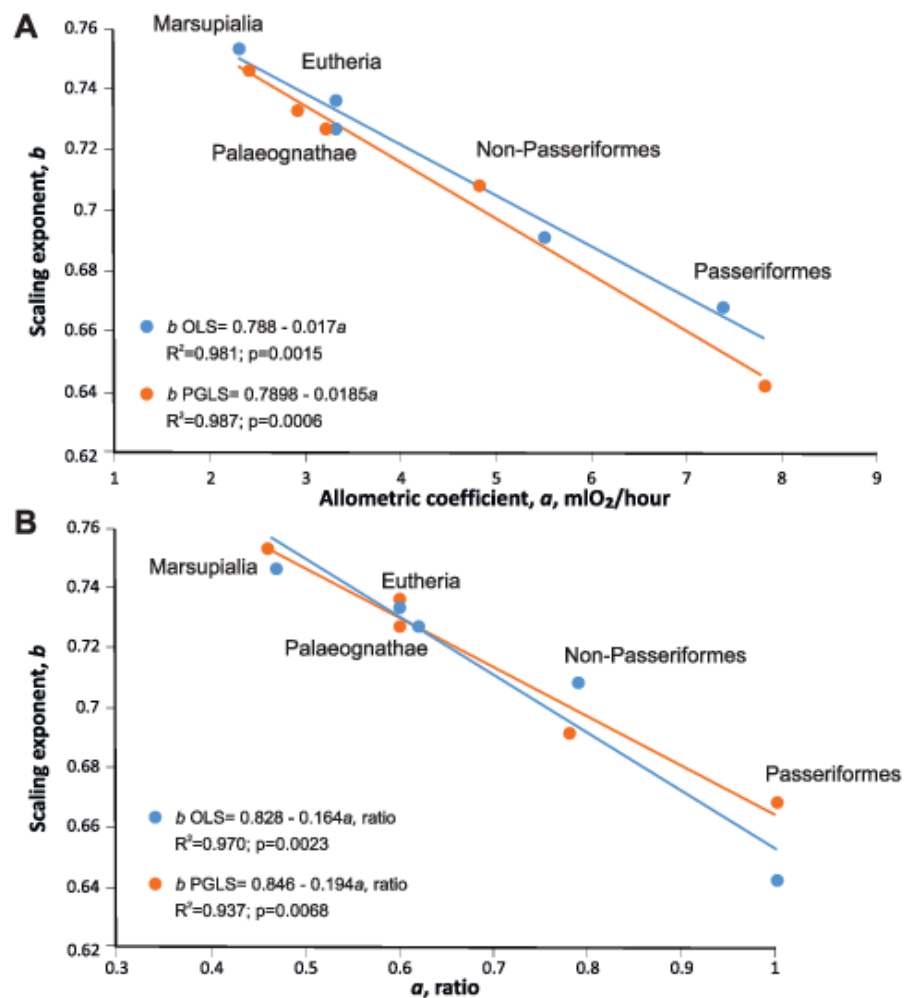 A
0.76
0.74
0.72
0.7
0.68
0.66
0.64
0.62
Scaling exponent, b
Marsupialia
Eutheria
Palaeognathae
Non-Passeriformes
Passeriformes
b OLS= 0.788 - 0.017a
R²=0.981; p=0.0015
b PGLS= 0.7898 - 0.0185a
R²=0.987; p=0.0006
1 2 3 4 5 6 7 8 9
Allometric coefficient, a, mlO₂/hour
B
0.76
0.74
0.72
0.70
0.68
0.66
0.64
0.62
Scaling exponent, b
Marsupialia
Eutheria
Palaeognathae
Non-Passeriformes
Passeriformes
b OLS= 0.828 - 0.164a, ratio
R²=0.970; p=0.0023
b PGLS= 0.846 - 0.194a, ratio
R²=0.937; p=0.0068
0.3 0.4 0.5 0.6 0.7 0.8 0.9 1
a, ratio